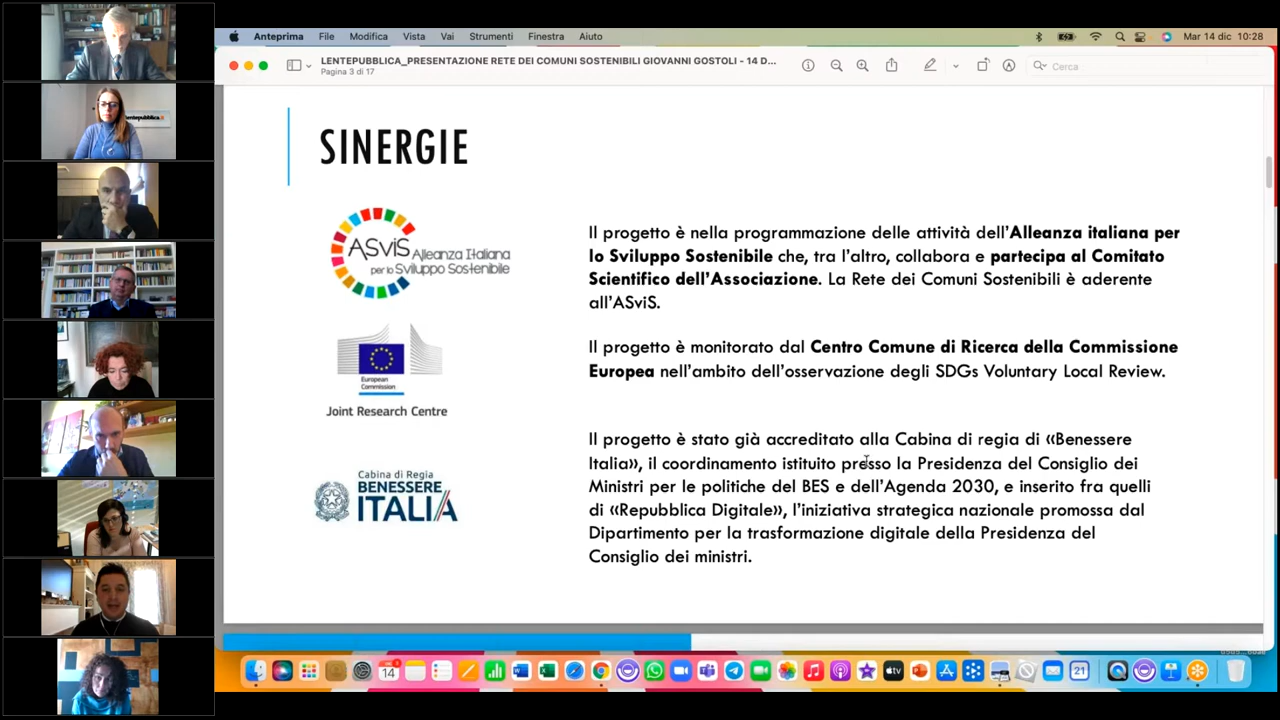 Anteprima File Modifica Vista Vai Strumenti Finestra Aiuto
Mar 14 dic 10:28
LENTEPUBBLICA_PRESENTAZIONE RETE DEI COMUNI SOSTENIBILI GIOVANNI GOSTOLI - 14 D...
Pagina 3 di 17
Cerca
SINERGIE
ASviS Alleanza Italiana
per lo Sviluppo Sostenibile
Il progetto è nella programmazione delle attività dell'Alleanza italiana per
lo Sviluppo Sostenibile che, tra l'altro, collabora e partecipa al Comitato
Scientifico dell'Associazione. La Rete dei Comuni Sostenibili è aderente
all'ASviS.
European
Commission
Joint Research Centre
Il progetto è monitorato dal Centro Comune di Ricerca della Commissione
Europea nell'ambito dell'osservazione degli SDGs Voluntary Local Review.
Cabina di Regia
BENESSERE
ITALIA
Il progetto è stato già accreditato alla Cabina di regia di «Benessere
Italia», il coordinamento istituito presso la Presidenza del Consiglio dei
Ministri per le politiche del BES e dell'Agenda 2030, e inserito fra quelli
di «Repubblica Digitale», l'iniziativa strategica nazionale promossa dal
Dipartimento per la trasformazione digitale della Presidenza del
Consiglio dei ministri.
lentepubblica
14
tv
21